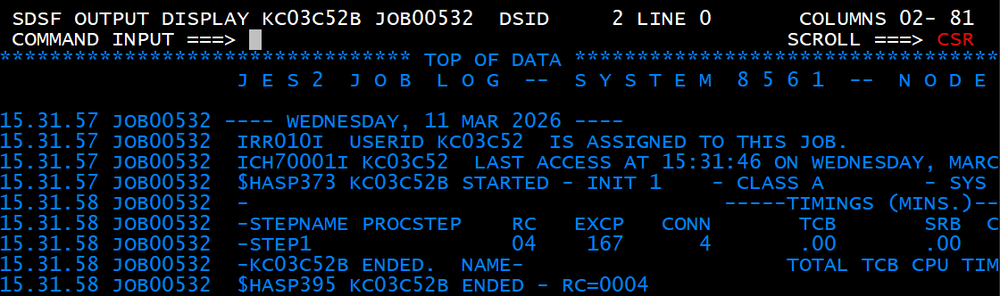 SDSF OUTPUT DISPLAY KC03C52B JOB00532  DSID     2 LINE 0       COLUMNS 02- 81
COMMAND INPUT ===>                                            SCROLL ===> CSR
********************************* TOP OF DATA **********************************
                   J E S 2  J O B  L O G  --  S Y S T E M  8 5 6 1  --  N O D E
15.31.57 JOB00532 ---- WEDNESDAY, 11 MAR 2026 ----
15.31.57 JOB00532  IRR010I  USERID KC03C52  IS ASSIGNED TO THIS JOB.
15.31.57 JOB00532  ICH70001I KC03C52  LAST ACCESS AT 15:31:46 ON WEDNESDAY, MARC
15.31.57 JOB00532  $HASP373 KC03C52B STARTED - INIT 1    - CLASS A        - SYS
15.31.58 JOB00532  -                                      -----TIMINGS (MINS.)--
15.31.58 JOB00532  -STEPNAME PROCSTEP    RC   EXCP   CONN       TCB       SRB  C
15.31.58 JOB00532  -STEP1                04    167      4       .00       .00
15.31.58 JOB00532  -KC03C52B ENDED.  NAME-                     TOTAL TCB CPU TIM
15.31.58 JOB00532  $HASP395 KC03C52B ENDED - RC=0004